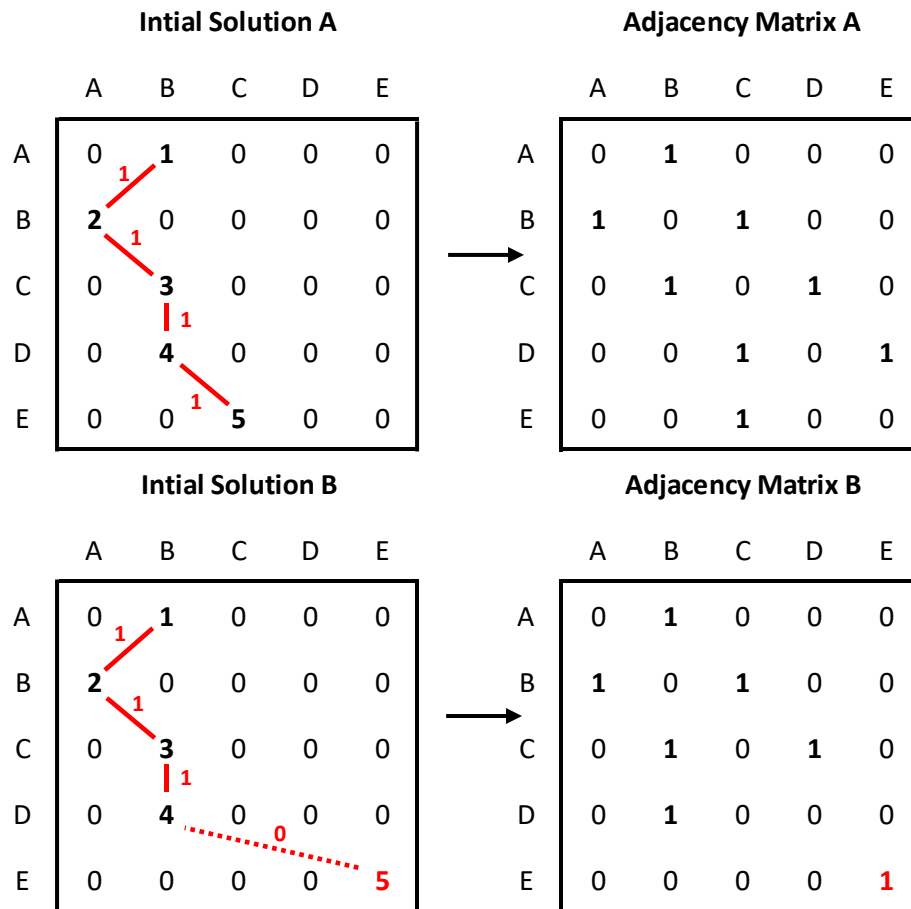 Intial Solution A
Adjacency Matrix A
A B C D E
A B C D E
A 0 1 0 0 0
1
B 2 0 0 0 0
1
C 0 3 0 0 0
1
D 0 4 0 0 0
1
E 0 0 5 0 0
A 0 1 0 0 0
B 1 0 1 0 0
C 0 1 0 1 0
D 0 0 1 0 1
E 0 0 1 0 0
Intial Solution B
Adjacency Matrix B
A B C D E
A B C D E
A 0 1 0 0 0
1
B 2 0 0 0 0
1
C 0 3 0 0 0
1
D 0 4 0 0 0
0
E 0 0 0 0 5
A 0 1 0 0 0
B 1 0 1 0 0
C 0 1 0 1 0
D 0 1 0 0 0
E 0 0 0 0 1